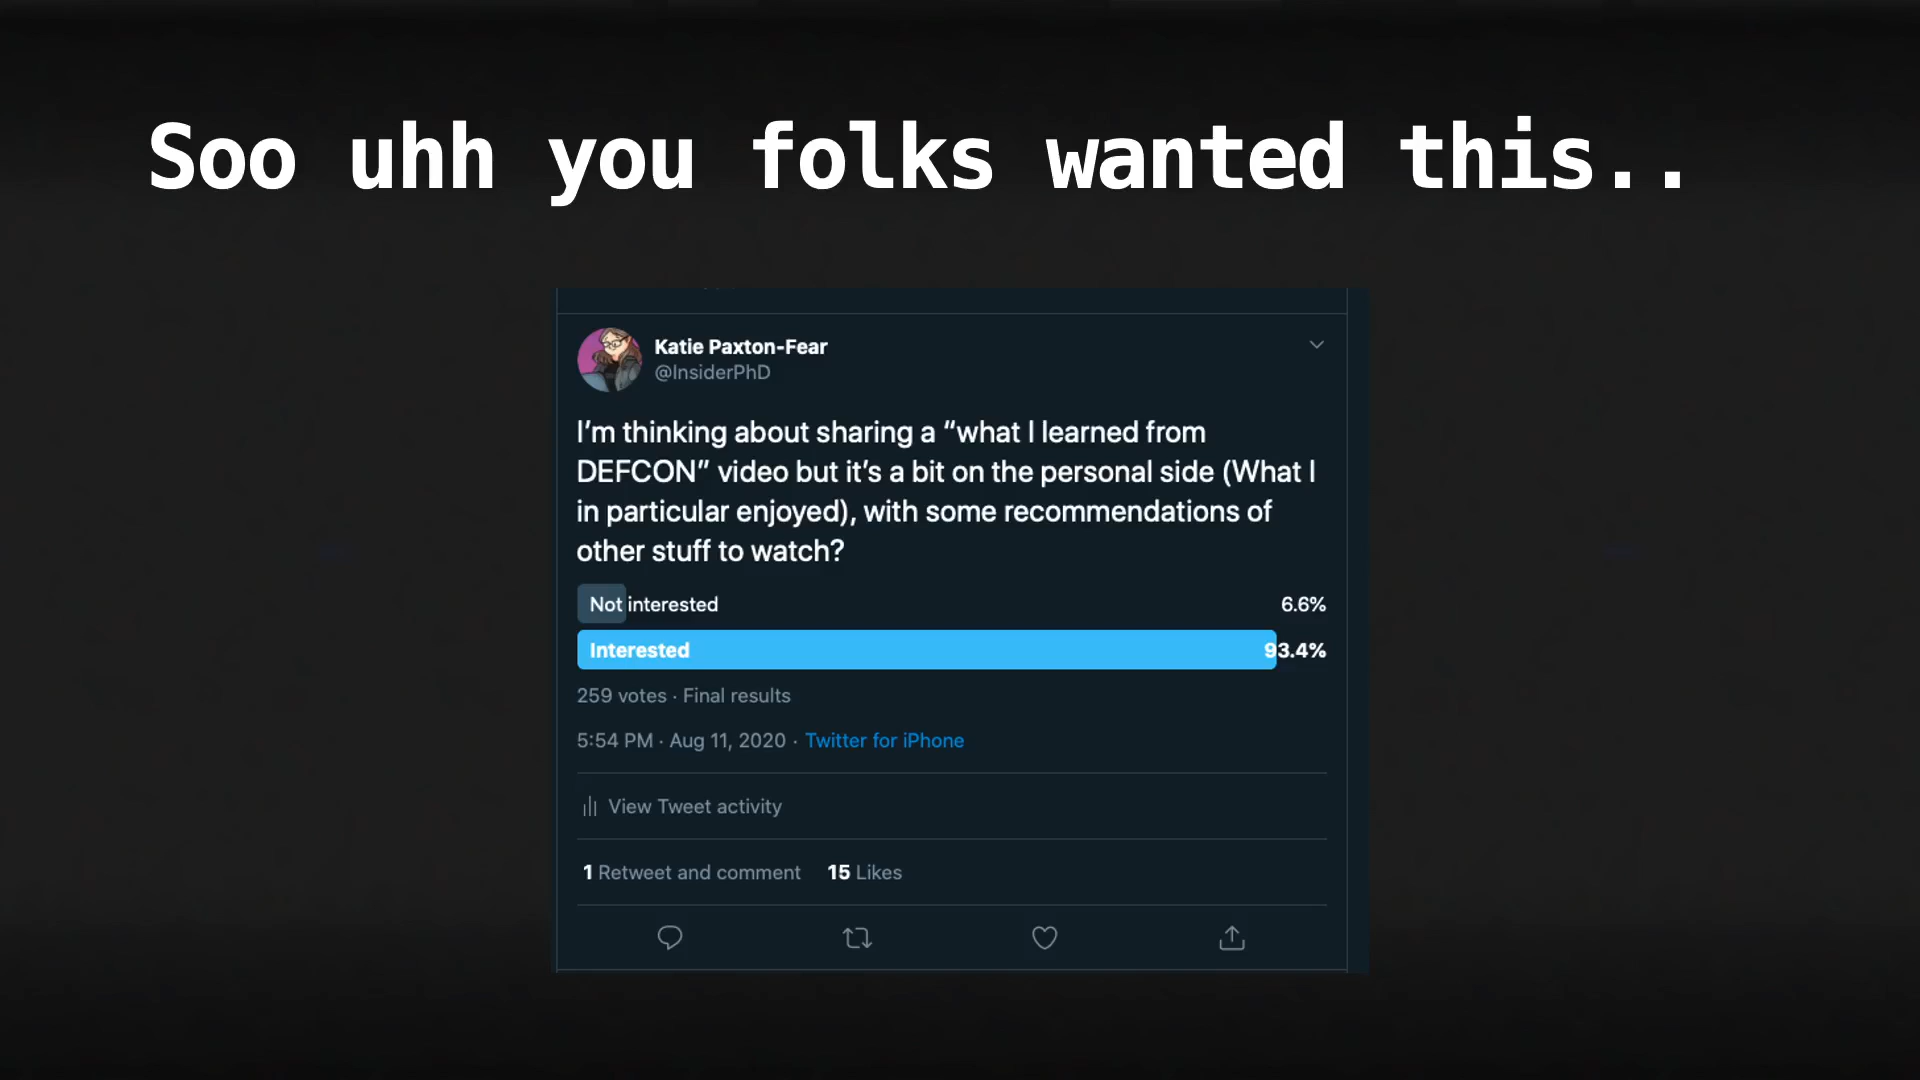 Soo uhh you folks wanted this..
Katie Paxton-Fear
@InsiderPhD
I’m thinking about sharing a “what I learned from
DEFCON” video but it’s a bit on the personal side (What I
in particular enjoyed), with some recommendations of
other stuff to watch?
Not interested 6.6%
Interested 93.4%
259 votes · Final results
5:54 PM · Aug 11, 2020 · Twitter for iPhone
View Tweet activity
1 Retweet and comment 15 Likes